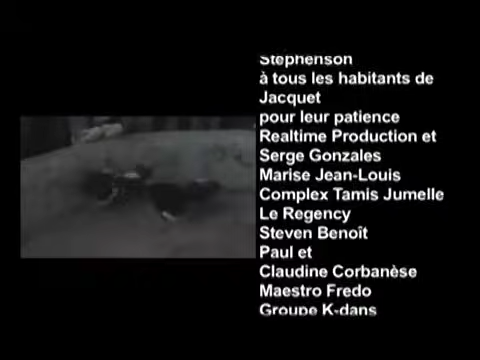 Stephenson
à tous les habitants de
Jacquet
pour leur patience
Realtime Production et
Serge Gonzales
Marise Jean-Louis
Complex Tamis Jumelle
Le Regency
Steven Benoît
Paul et
Claudine Corbanèse
Maestro Fredo
Groupe K-dans